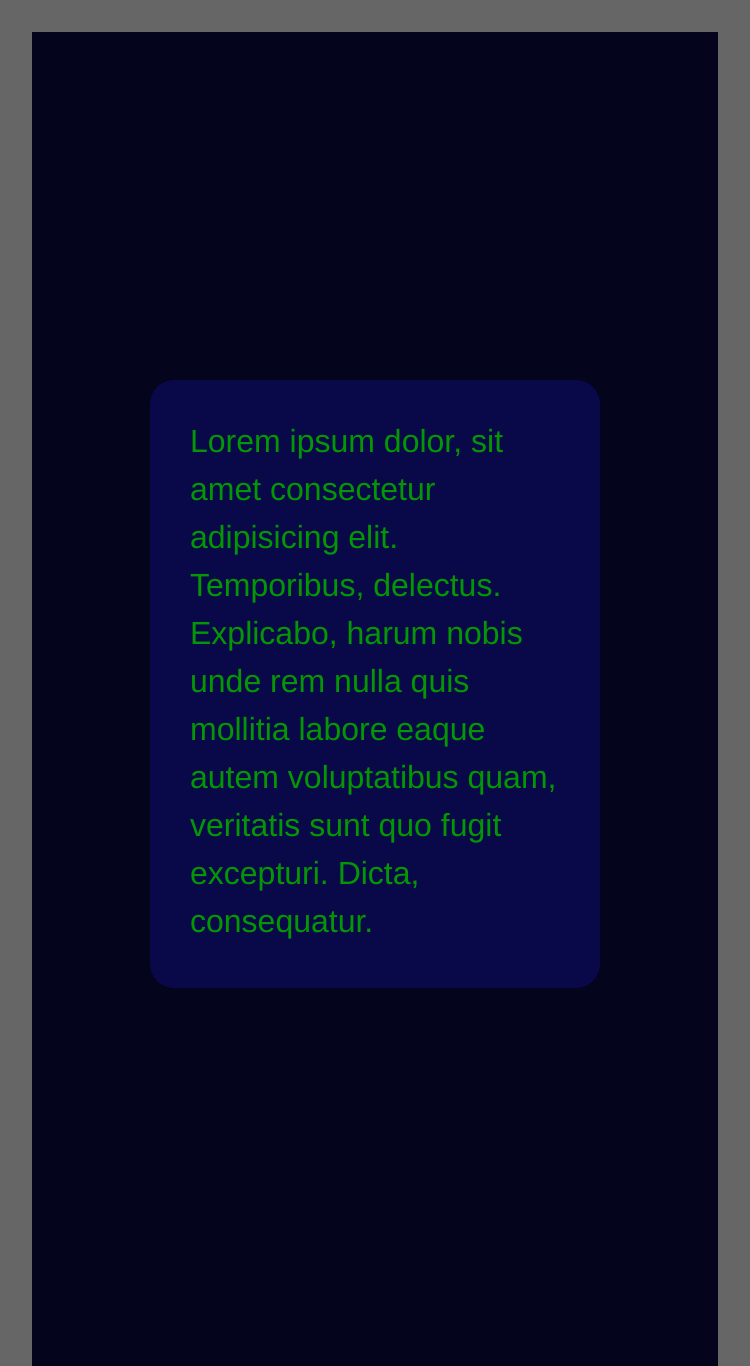 Lorem ipsum dolor, sit
amet consectetur
adipisicing elit.
Temporibus, delectus.
Explicabo, harum nobis
unde rem nulla quis
mollitia labore eaque
autem voluptatibus quam,
veritatis sunt quo fugit
excepturi. Dicta,
consequatur.